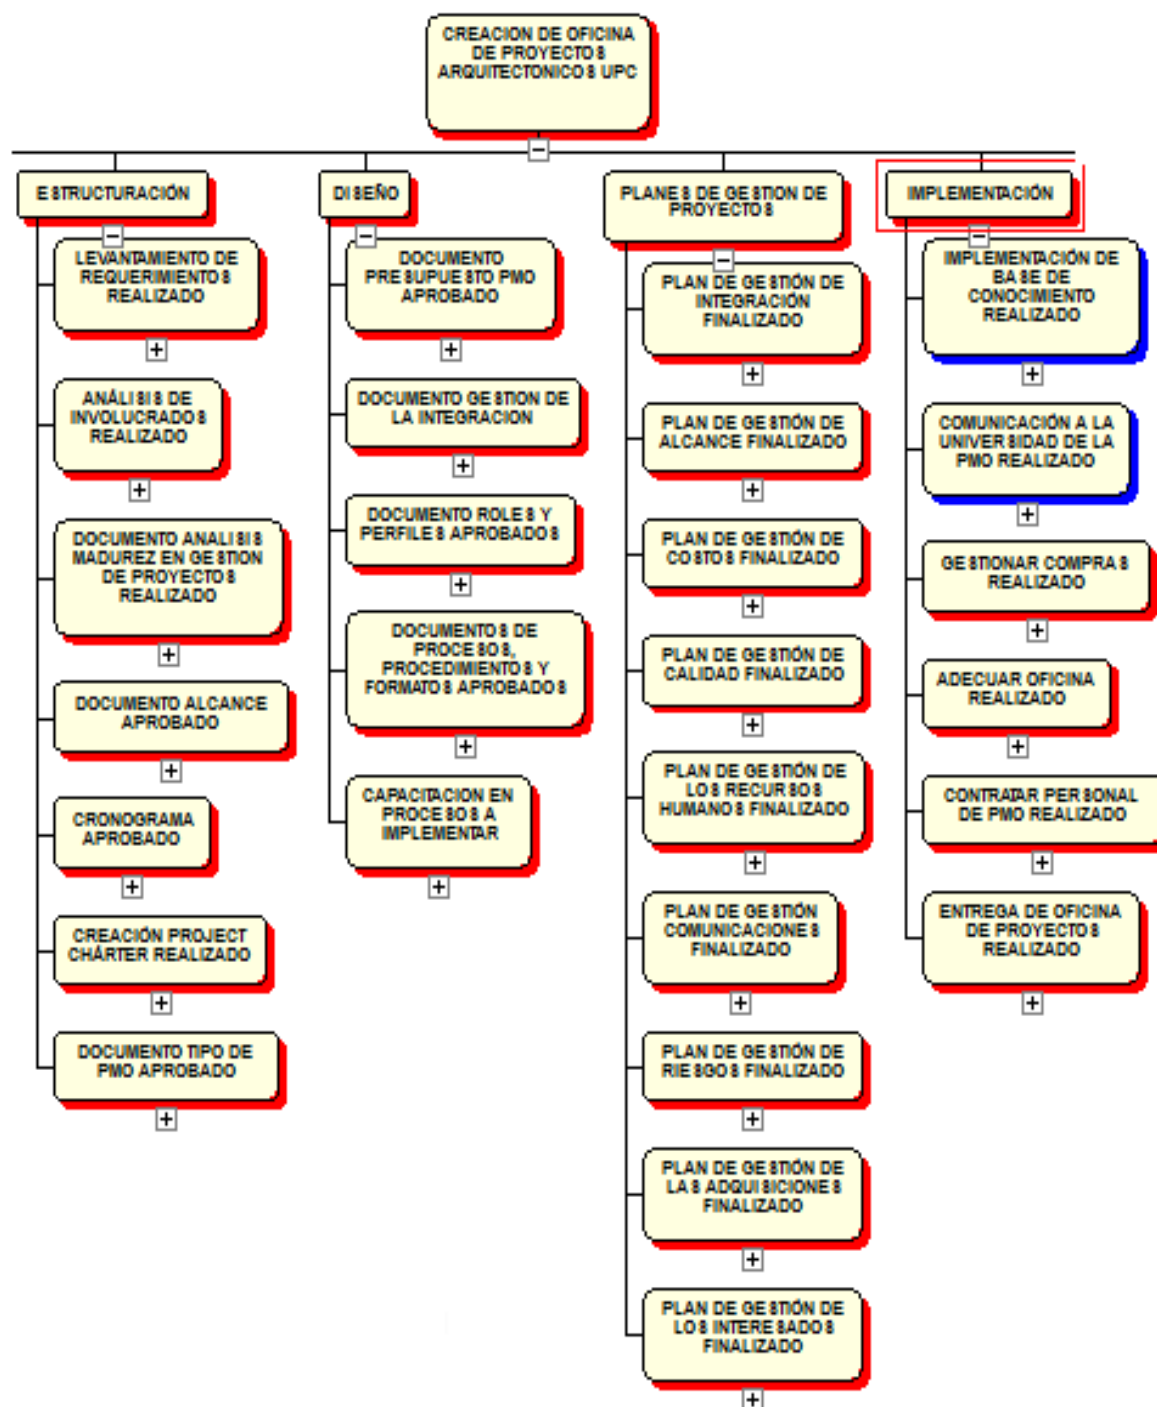 CREACION DE OFICINA
DE PROYECTOS
ARQUITECTONICOS UPC
ESTRUCTURACIÓN
LEVANTAMIENTO DE
REQUERIMIENTOS
REALIZADO
ANÁLISIS DE
INVOLUCRADOS
REALIZADO
DOCUMENTO ANALISIS
MADUREZ EN GESTION
DE PROYECTOS
REALIZADO
DOCUMENTO ALCANCE
APROBADO
CRONOGRAMA
APROBADO
CREACIÓN PROJECT
CHÁRTER REALIZADO
DOCUMENTO TIPO DE
PMO APROBADO
DISEÑO
DOCUMENTO
PRESUPUESTO PMO
APROBADO
DOCUMENTO GESTION DE
LA INTEGRACION
DOCUMENTO ROLES Y
PERFILES APROBADOS
DOCUMENTOS DE
PROCESOS,
PROCEDIMIENTOS Y
FORMATOS APROBADOS
CAPACITACION EN
PROCESOS A
IMPLEMENTAR
PLANES DE GESTION DE
PROYECTOS
PLAN DE GESTIÓN DE
INTEGRACIÓN
FINALIZADO
PLAN DE GESTIÓN DE
ALCANCE FINALIZADO
PLAN DE GESTIÓN DE
COSTOS FINALIZADO
PLAN DE GESTIÓN DE
CALIDAD FINALIZADO
PLAN DE GESTIÓN DE
LOS RECURSOS
HUMANOS FINALIZADO
PLAN DE GESTIÓN
COMUNICACIONES
FINALIZADO
PLAN DE GESTIÓN DE
RIESGOS FINALIZADO
PLAN DE GESTIÓN DE
LAS ADQUISICIONES
FINALIZADO
PLAN DE GESTIÓN DE
LOS INTERESADOS
FINALIZADO
IMPLEMENTACIÓN
IMPLEMENTACIÓN DE
BASE DE
CONOCIMIENTO
REALIZADO
COMUNICACIÓN A LA
UNIVERSIDAD DE LA
PMO REALIZADO
GESTIONAR COMPRAS
REALIZADO
ADECUAR OFICINA
REALIZADO
CONTRATAR PERSONAL
DE PMO REALIZADO
ENTREGA DE OFICINA
DE PROYECTOS
REALIZADO